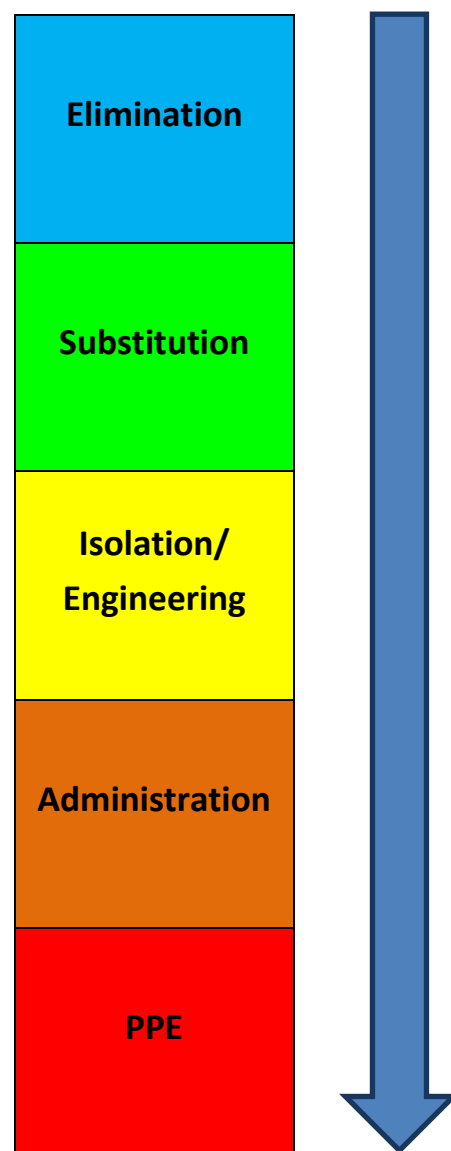 Elimination
Substitution
Isolation/
Engineering
Administration
PPE